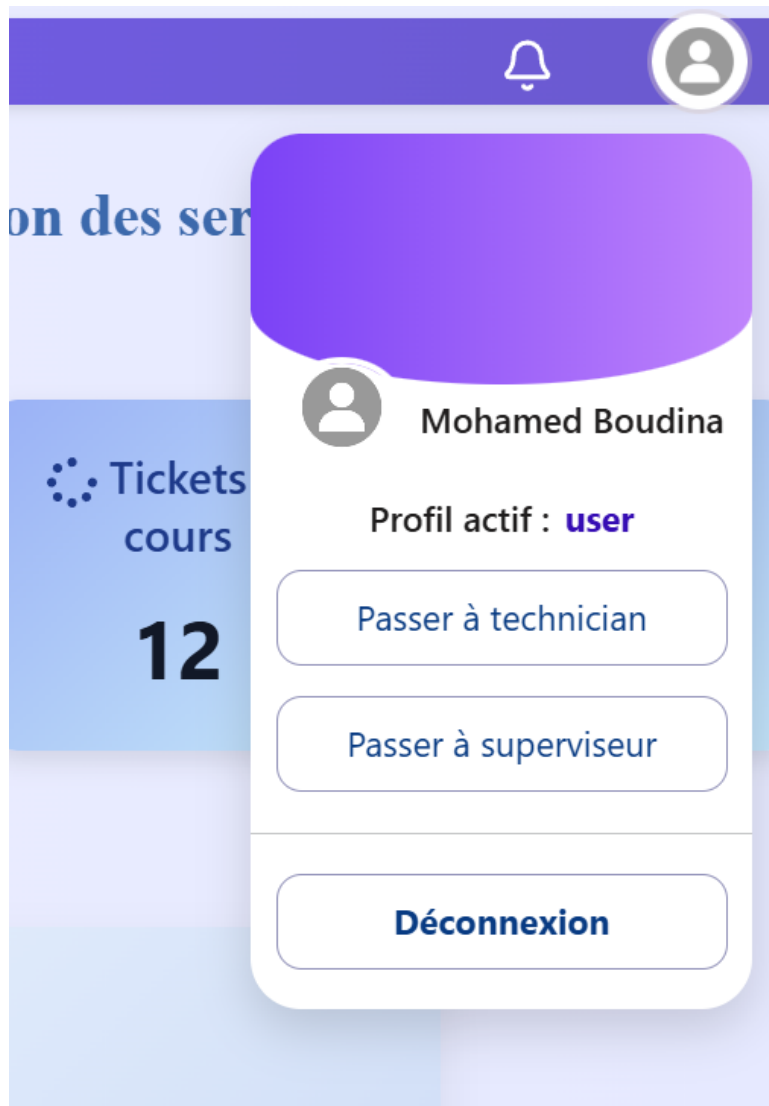 on des ser
Mohamed Boudina
Tickets
cours
12
Profil actif : user
Passer à technician
Passer à superviseur
Déconnexion